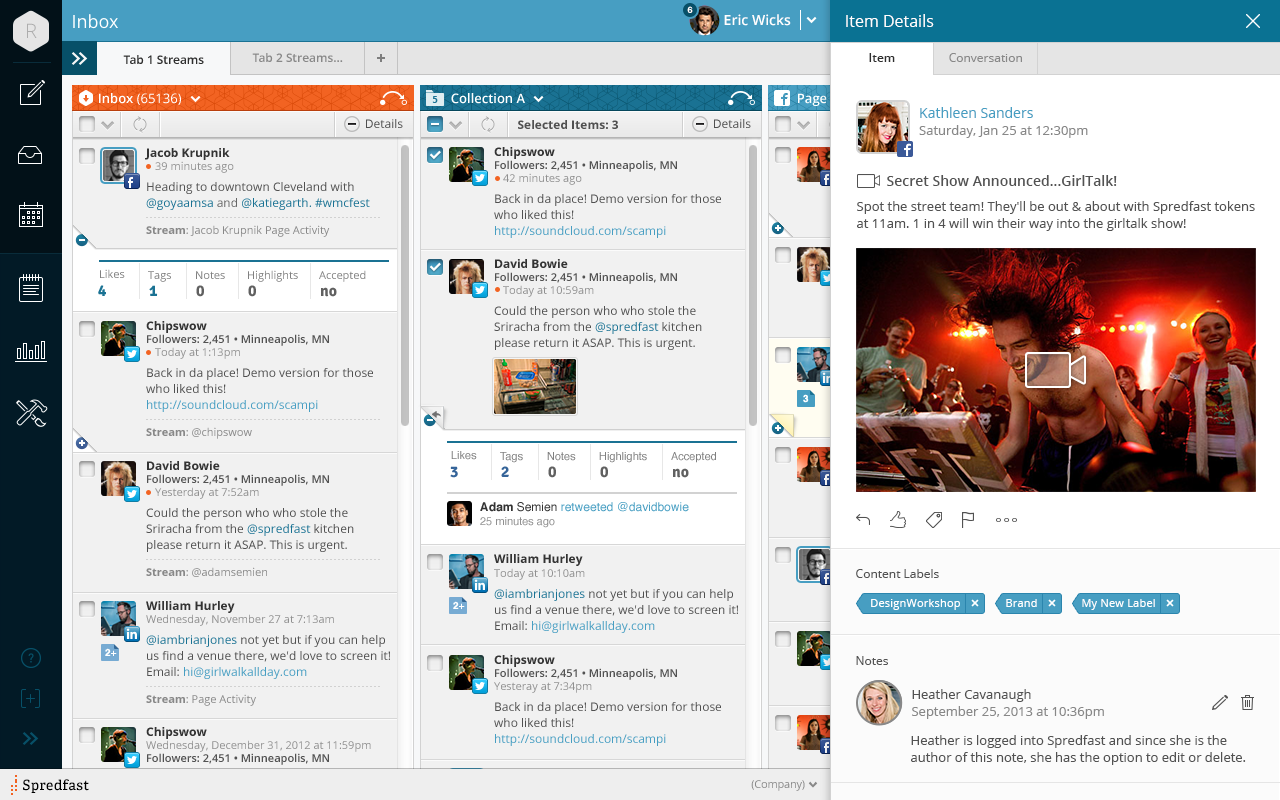 R
Inbox
6
Eric Wicks
Tab 1 Streams
Tab 2 Streams...
+
Inbox (65136)
Details
Jacob Krupnik
39 minutes ago
Heading to downtown Cleveland with
@goyaamsa and @katiegarth. #wmcfest
Stream: Jacob Krupnik Page Activity
Likes Tags Notes Highlights Accepted
4 1 0 0 no
Chipswow
Followers: 2,451 • Minneapolis, MN
Today at 1:13pm
Back in da place! Demo version for those
who liked this!
http://soundcloud.com/scampi
Stream: @chipswow
David Bowie
Followers: 2,451 • Minneapolis, MN
Yesterday at 7:52am
Could the person who who stole the
Sriracha from the @spredfast kitchen
please return it ASAP. This is urgent.
Stream: @adamsemien
William Hurley
Wednesday, November 27 at 7:13am
2+
@iambrianjones not yet but if you can help
us find a venue there, we'd love to screen it!
Email: hi@girlwalkallday.com
Stream: Page Activity
Chipswow
Wednesday, December 31, 2012 at 11:59pm
Followers: 2,451 • Minneapolis, MN
5
Collection A
Selected Items: 3
Details
Chipswow
Followers: 2,451 • Minneapolis, MN
42 minutes ago
Back in da place! Demo version for those
who liked this!
http://soundcloud.com/scampi
David Bowie
Followers: 2,451 • Minneapolis, MN
Today at 10:59am
Could the person who who stole the
Sriracha from the @spredfast kitchen
please return it ASAP. This is urgent.
Likes Tags Notes Highlights Accepted
3 2 0 0 no
Adam Semien retweeted @davidbowie
25 minutes ago
William Hurley
Today at 10:10am
2+
@iambrianjones not yet but if you can help
us find a venue there, we'd love to screen it!
Email: hi@girlwalkallday.com
Chipswow
Followers: 2,451 • Minneapolis, MN
Yesteray at 7:34pm
Back in da place! Demo version for those
who liked this!
http://soundcloud.com/scampi
Page
3
Item Details
Item
Conversation
Kathleen Sanders
Saturday, Jan 25 at 12:30pm
Secret Show Announced...GirlTalk!
Spot the street team! They'll be out & about with Spredfast tokens
at 11am. 1 in 4 will win their way into the girltalk show!
Content Labels
DesignWorkshop ×
Brand ×
My New Label ×
Notes
Heather Cavanaugh
September 25, 2013 at 10:36pm
Heather is logged into Spredfast and since she is the
author of this note, she has the option to edit or delete.
Spredfast
(Company)